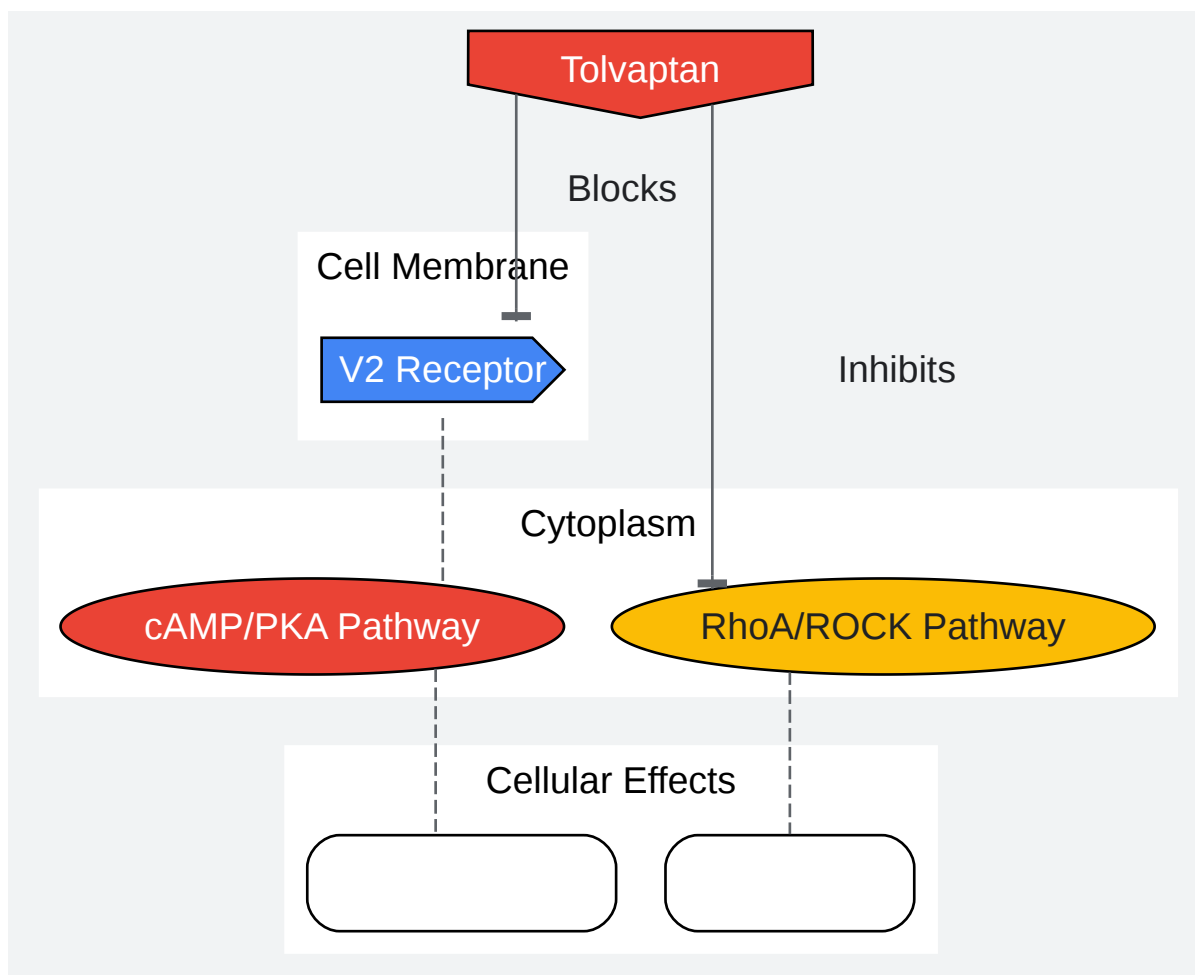 Tolvaptan
Blocks
Cell Membrane
V2 Receptor
Inhibits
Cytoplasm
cAMP/PKA Pathway
RhoA/ROCK Pathway
Cellular Effects